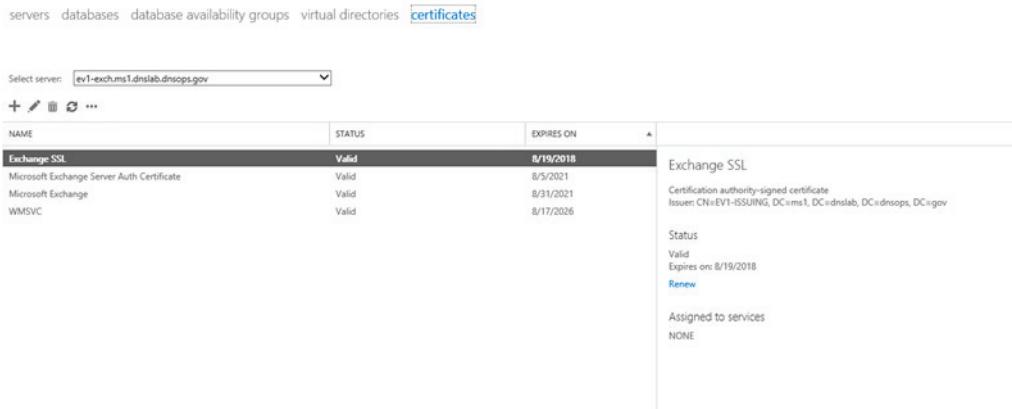 servers databases database availability groups virtual directories certificates
Select server: ev1-exch.ms1.dnslab.dnsops.gov
NAME STATUS EXPIRES ON
Exchange SSL Valid 8/19/2018
Microsoft Exchange Server Auth Certificate Valid 8/5/2021
Microsoft Exchange Valid 8/31/2021
WMSVC Valid 8/17/2026
Exchange SSL
Certification authority-signed certificate
Issuer: CN=EV1-ISSUING, DC=ms1, DC=dnslab, DC=dnsops, DC=gov
Status
Valid
Expires on: 8/19/2018
Renew
Assigned to services
NONE